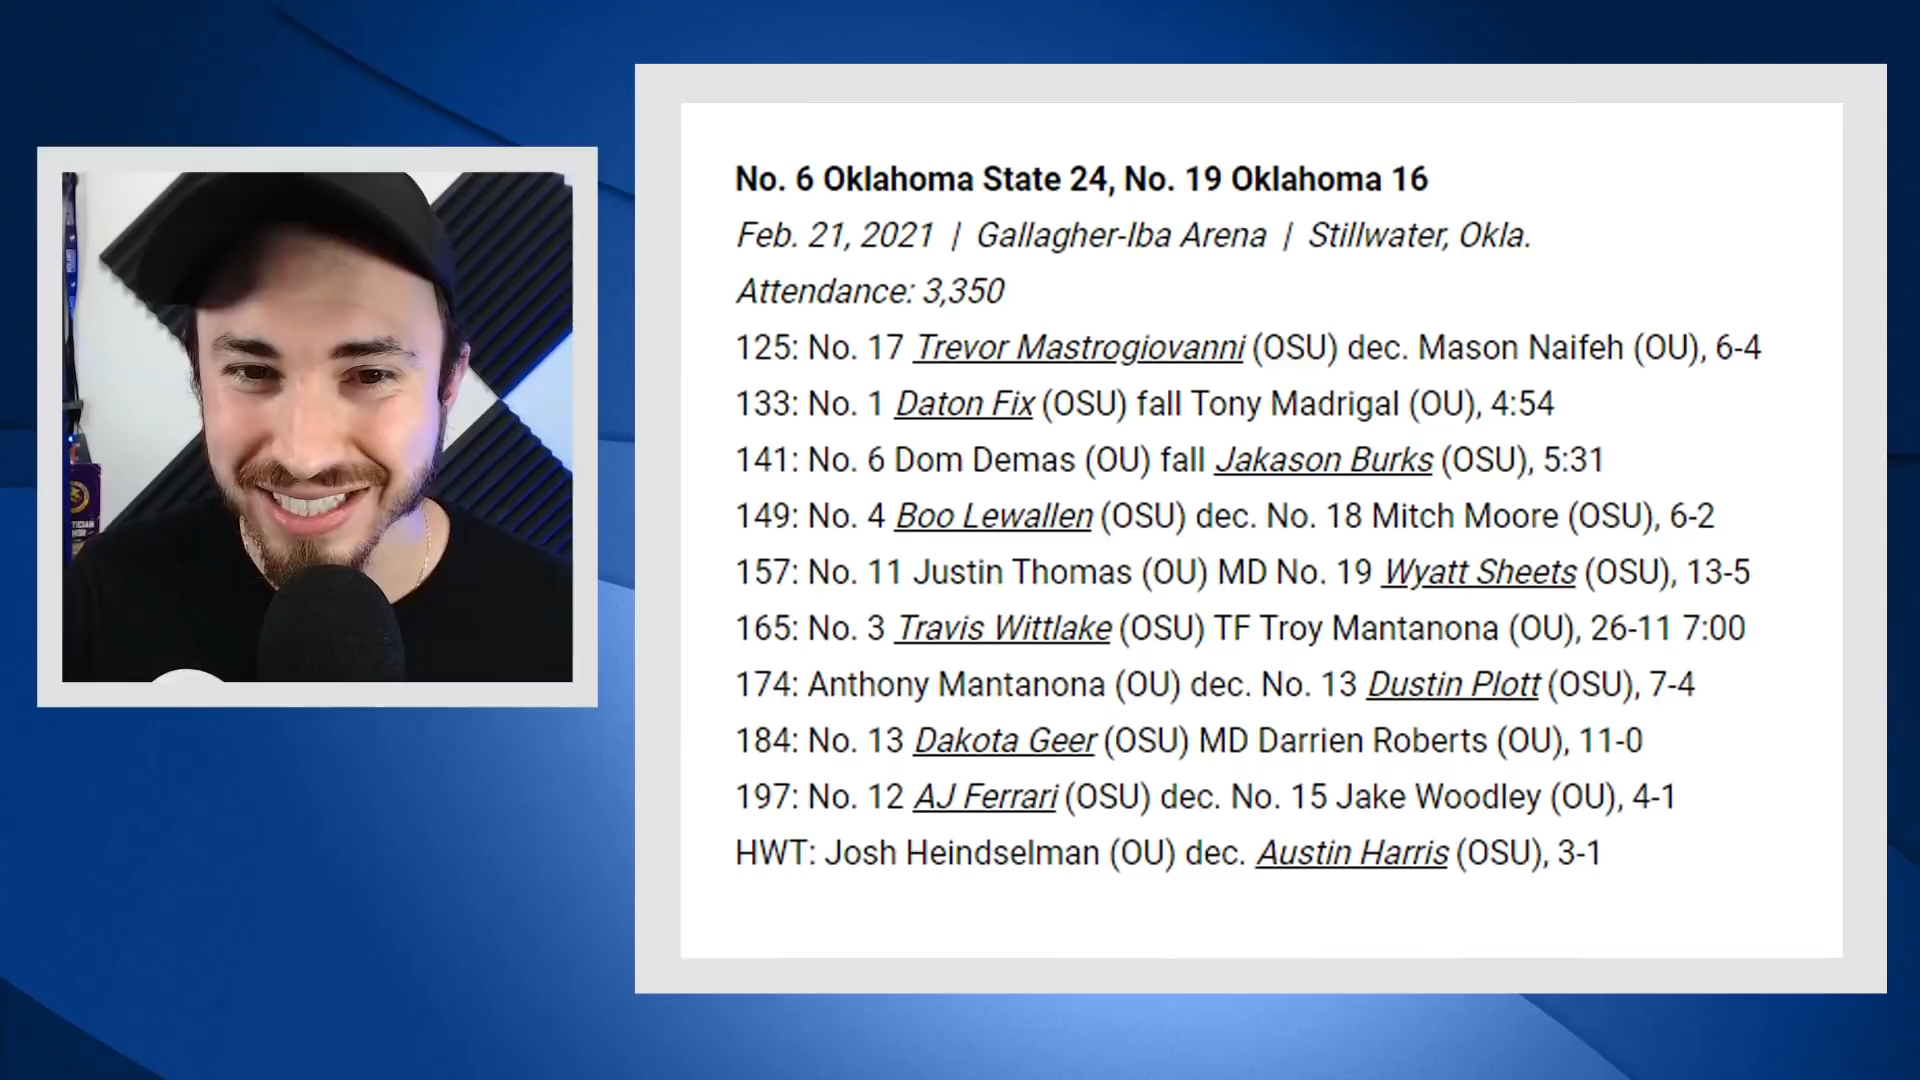 No. 6 Oklahoma State 24, No. 19 Oklahoma 16
Feb. 21, 2021 | Gallagher-Iba Arena | Stillwater, Okla.
Attendance: 3,350
125: No. 17 Trevor Mastrogiovanni (OSU) dec. Mason Naifeh (OU), 6-4
133: No. 1 Daton Fix (OSU) fall Tony Madrigal (OU), 4:54
141: No. 6 Dom Demas (OU) fall Jakason Burks (OSU), 5:31
149: No. 4 Boo Lewallen (OSU) dec. No. 18 Mitch Moore (OSU), 6-2
157: No. 11 Justin Thomas (OU) MD No. 19 Wyatt Sheets (OSU), 13-5
165: No. 3 Travis Wittlake (OSU) TF Troy Mantanona (OU), 26-11 7:00
174: Anthony Mantanona (OU) dec. No. 13 Dustin Plott (OSU), 7-4
184: No. 13 Dakota Geer (OSU) MD Darrien Roberts (OU), 11-0
197: No. 12 AJ Ferrari (OSU) dec. No. 15 Jake Woodley (OU), 4-1
HWT: Josh Heindselman (OU) dec. Austin Harris (OSU), 3-1